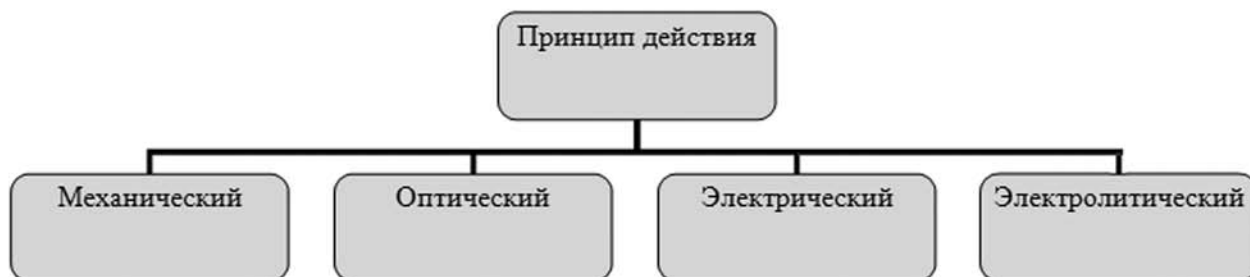 Принцип действия
Механический
Оптический
Электрический
Электролитический